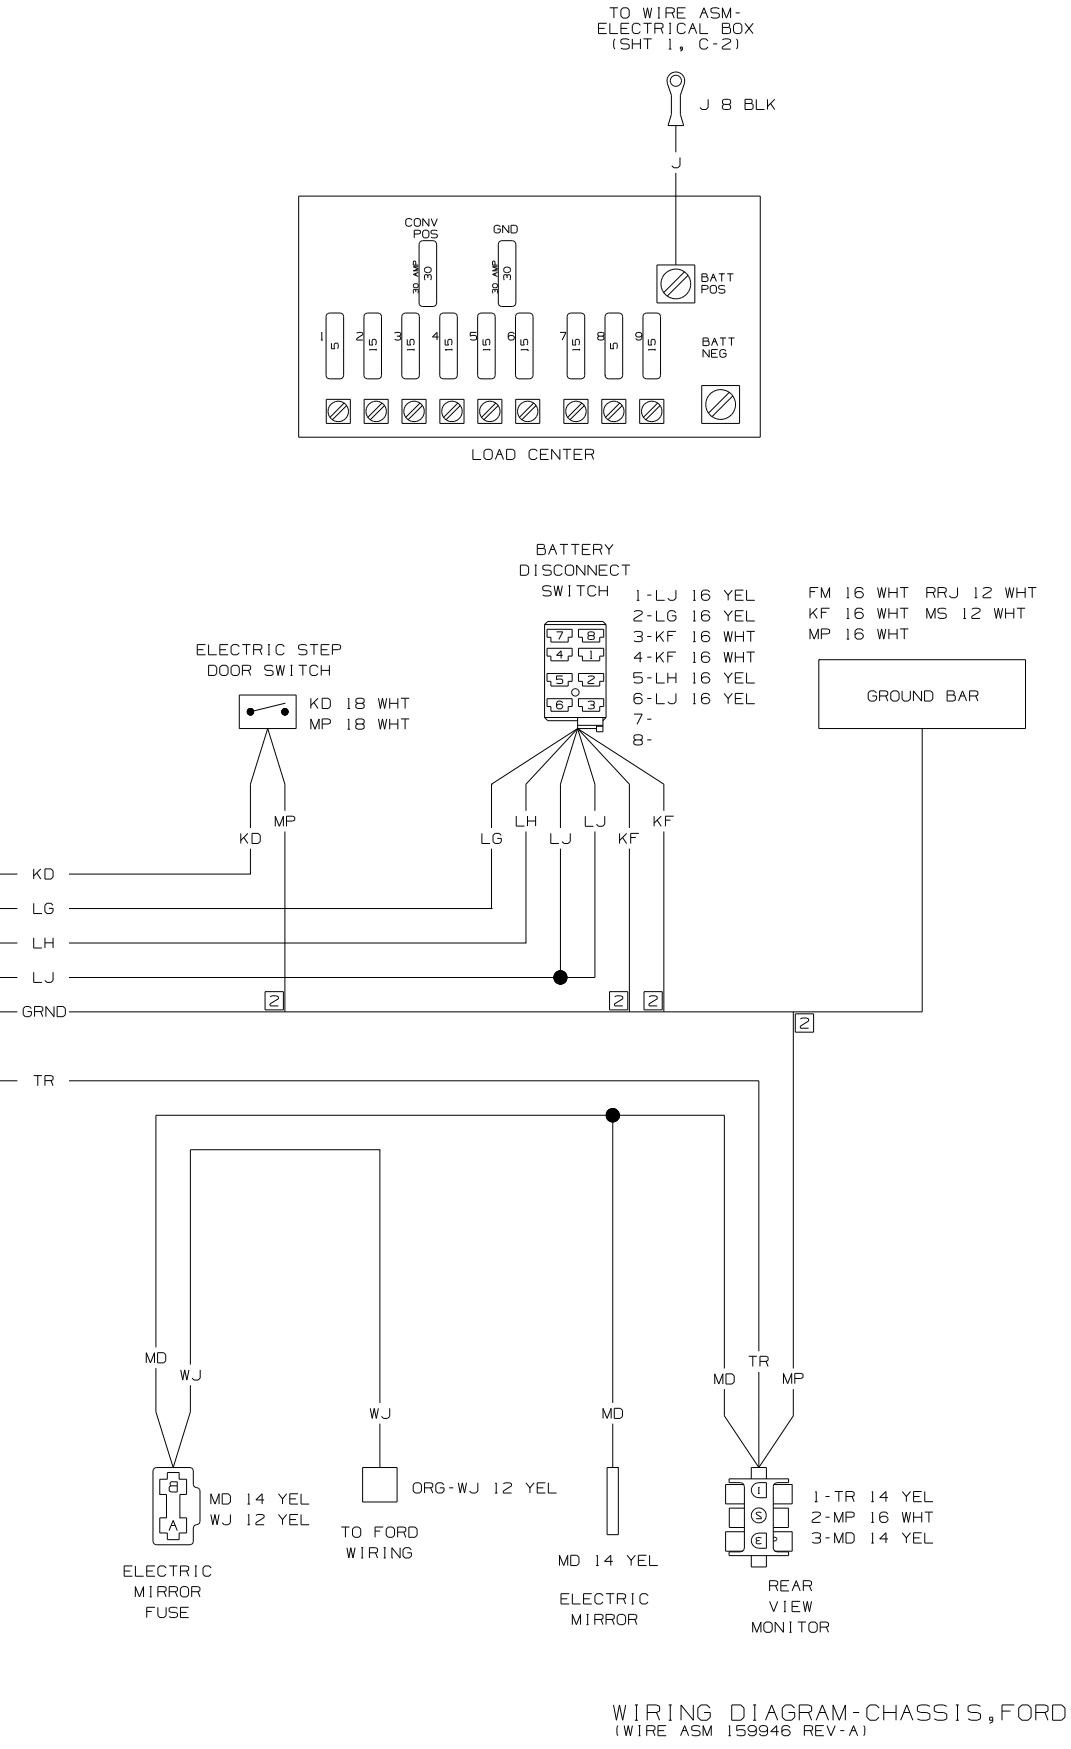 TO WIRE ASM-
ELECTRICAL BOX
(SHT 1, C-2)
J 8 BLK
J
CONV
POS
GND
30 AMP
30
30 AMP
30
BATT
POS
1 5
2 15
3 15
4 15
5 15
6 15
7 15
8 5
9 15
BATT
NEG
LOAD CENTER
BATTERY
DISCONNECT
SWITCH
1-LJ 16 YEL
2-LG 16 YEL
3-KF 16 WHT
4-KF 16 WHT
5-LH 16 YEL
6-LJ 16 YEL
7-
8-
7 8
4 1
5 2
6 3
FM 16 WHT RRJ 12 WHT
KF 16 WHT MS 12 WHT
MP 16 WHT
GROUND BAR
ELECTRIC STEP
DOOR SWITCH
KD 18 WHT
MP 18 WHT
KD
MP
LG
LH
LJ
LJ
KF
KF
KD
LG
LH
LJ
GRND
2
2
2
2
TR
MD
WJ
WJ
MD
MD
TR
MP
B
A
MD 14 YEL
WJ 12 YEL
ELECTRIC
MIRROR
FUSE
ORG-WJ 12 YEL
TO FORD
WIRING
MD 14 YEL
ELECTRIC
MIRROR
1
2
3
1-TR 14 YEL
2-MP 16 WHT
3-MD 14 YEL
REAR
VIEW
MONITOR
WIRING DIAGRAM-CHASSIS,FORD
(WIRE ASM 159946 REV-A)